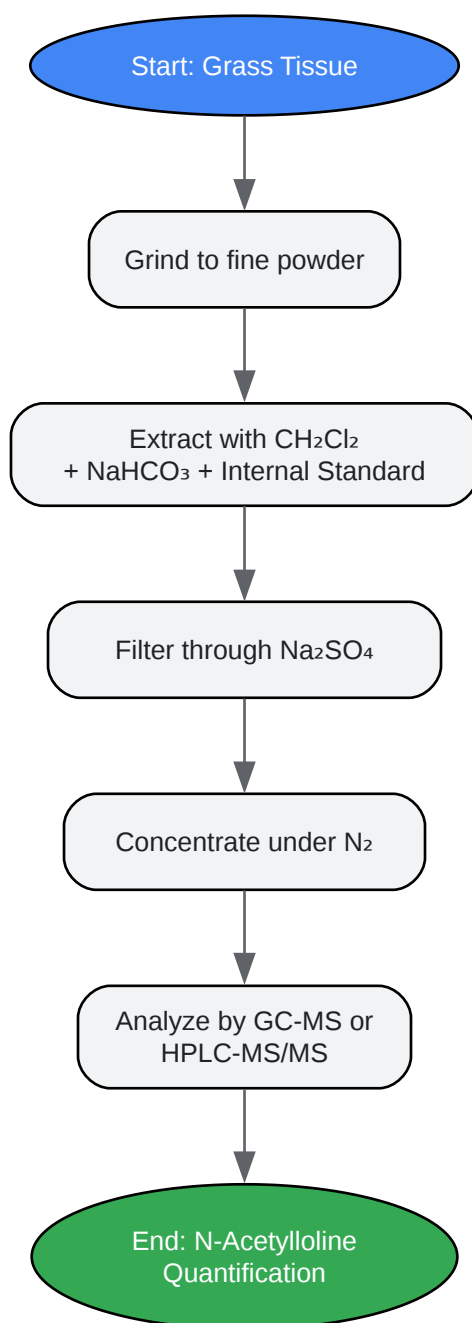 Start: Grass Tissue
Grind to fine powder
Extract with CH₂Cl₂
+ NaHCO₃ + Internal Standard
Filter through Na₂SO₄
Concentrate under N₂
Analyze by GC-MS or
HPLC-MS/MS
End: N-Acetylloline
Quantification